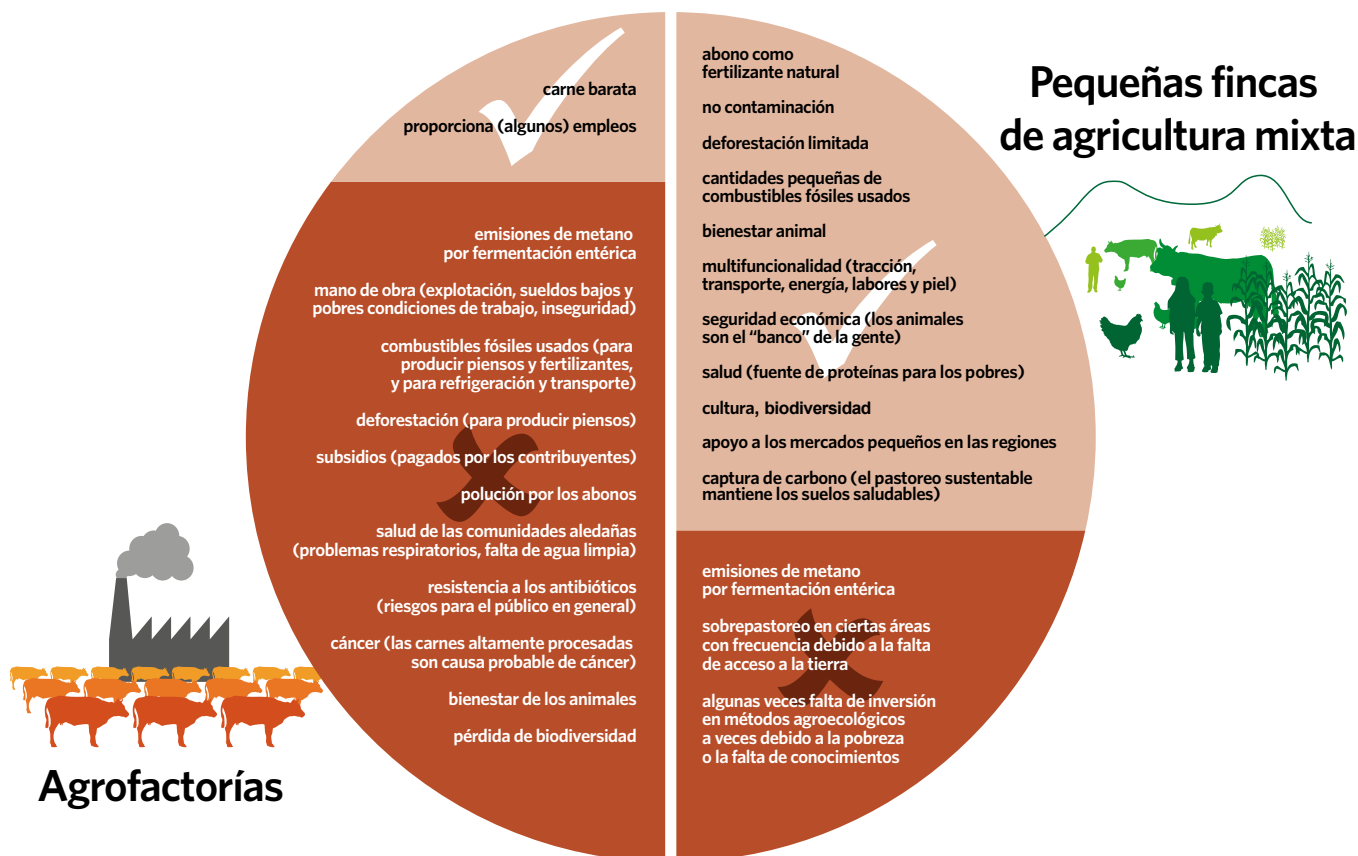 carne barata
proporciona (algunos) empleos
emisiones de metano
por fermentación entérica
mano de obra (explotación, sueldos bajos y
pobres condiciones de trabajo, inseguridad)
combustibles fósiles usados (para
producir piensos y fertilizantes,
y para refrigeración y transporte)
deforestación (para producir piensos)
subsidios (pagados por los contribuyentes)
polución por los abonos
salud de las comunidades aledañas
(problemas respiratorios, falta de agua limpia)
resistencia a los antibióticos
(riesgos para el público en general)
cáncer (las carnes altamente procesadas
son causa probable de cáncer)
bienestar de los animales
pérdida de biodiversidad
Agrofactorías
Pequeñas fincas
de agricultura mixta
abono como
fertilizante natural
no contaminación
deforestación limitada
cantidades pequeñas de
combustibles fósiles usados
bienestar animal
multifuncionalidad (tracción,
transporte, energía, labores y piel)
seguridad económica (los animales
son el “banco” de la gente)
salud (fuente de proteínas para los pobres)
cultura, biodiversidad
apoyo a los mercados pequeños en las regiones
captura de carbono (el pastoreo sustentable
mantiene los suelos saludables)
emisiones de metano
por fermentación entérica
sobrepastoreo en ciertas áreas
con frecuencia debido a la falta
de acceso a la tierra
algunas veces falta de inversión
en métodos agroecológicos
a veces debido a la pobreza
o la falta de conocimientos